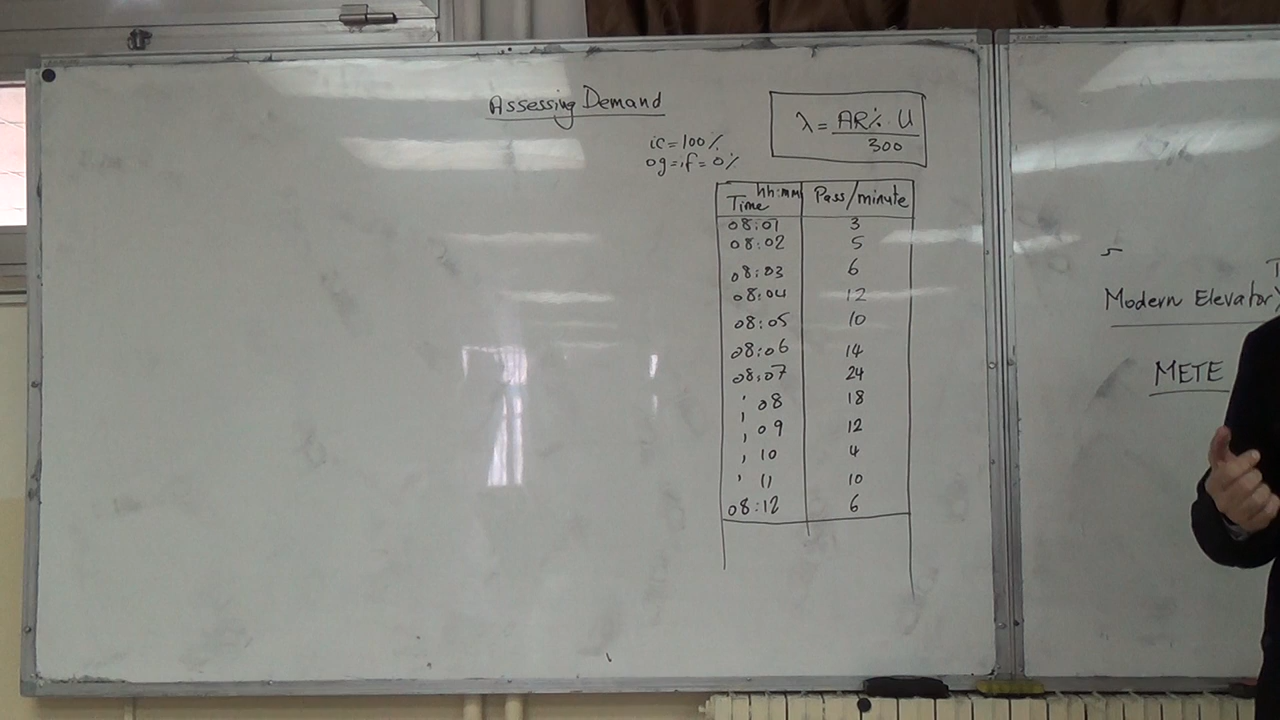 Assessing Demand
ic=100%
og=if=0%
λ = AR%. U / 300
Time hh:mm Pass/minute
08:01 3
08:02 5
08:03 6
08:04 12
08:05 10
08:06 14
08:07 24
08 18
09 12
10 4
11 10
08:12 6
Modern Elevator
METE